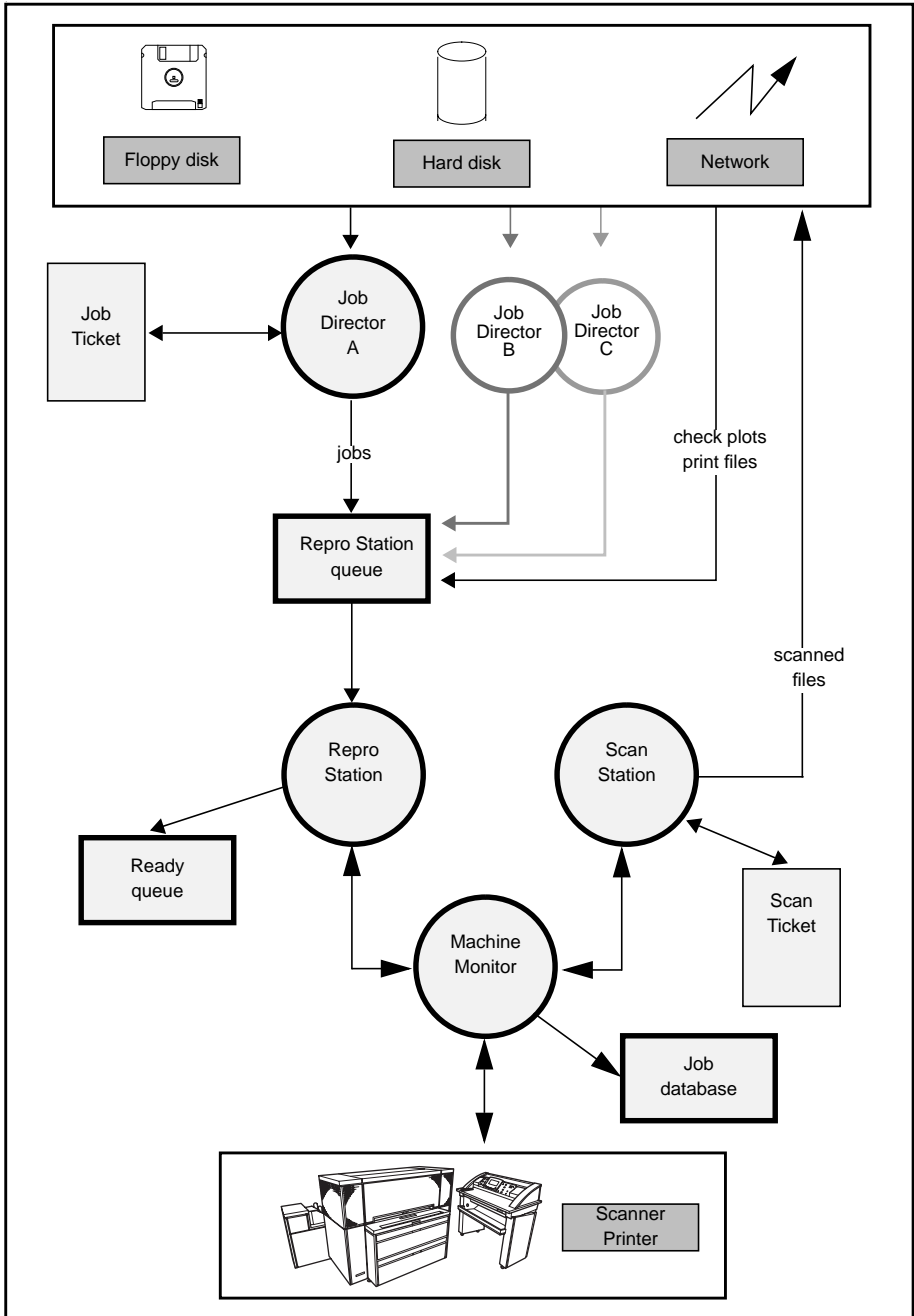 Floppy disk
Hard disk
Network
Job
Ticket
Job
Director
A
Job
Director
B
Job
Director
C
jobs
check plots
print files
Repro Station
queue
scanned
files
Repro
Station
Scan
Station
Ready
queue
Scan
Ticket
Machine
Monitor
Job
database
Scanner
Printer